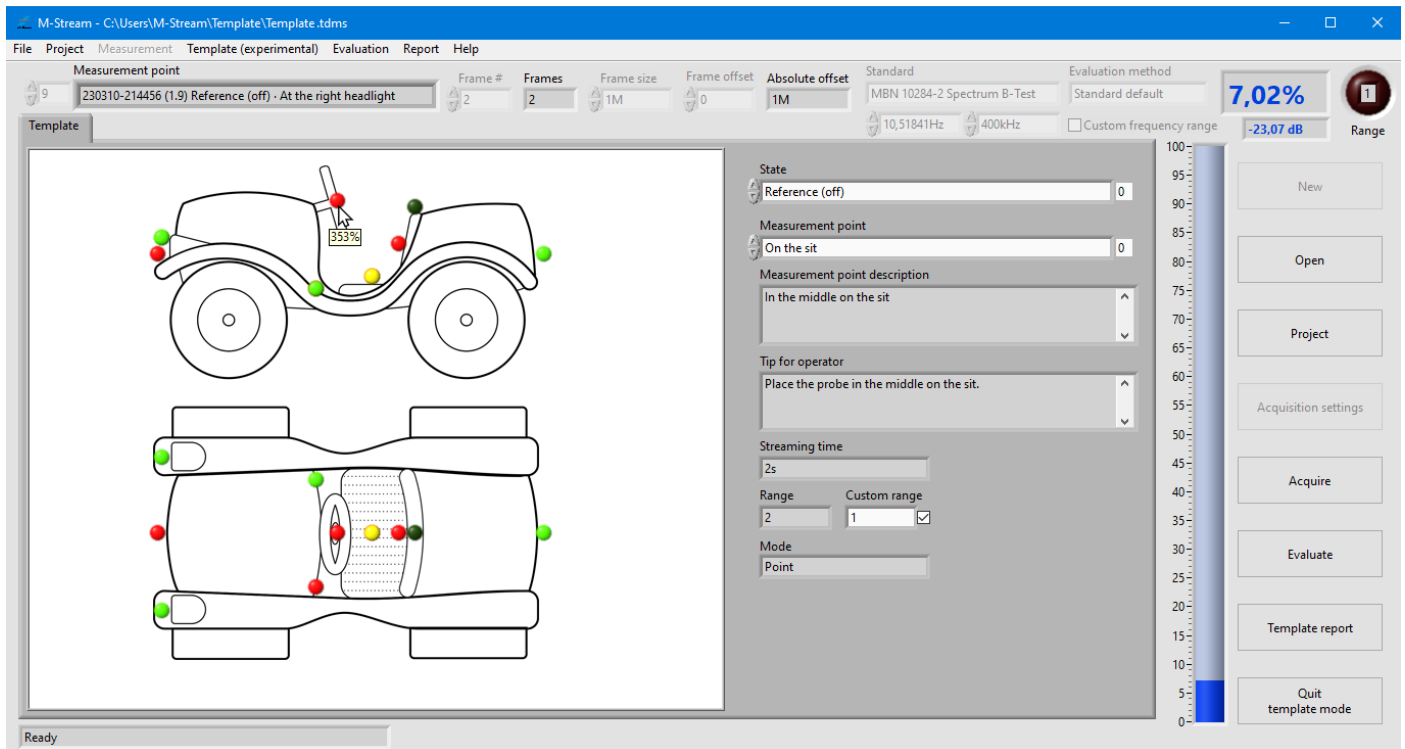 M-Stream - C:\Users\M-Stream\Template\Template.tdms
File Project Measurement Template (experimental) Evaluation Report Help
Measurement point
9
230310-214456 (1.9) Reference (off) - At the right headlight
Frame #
2
Frames
2
Frame size
1M
Frame offset
0
Absolute offset
1M
Standard
MBN 10284-2 Spectrum B-Test
10,51841Hz
400kHz
Evaluation method
Standard default
Custom frequency range
7,02%
-23,07 dB
1
Range
Template
353%
State
Reference (off)
0
Measurement point
On the sit
0
Measurement point description
In the middle on the sit
Tip for operator
Place the probe in the middle on the sit.
Streaming time
2s
Range
2
Custom range
1
Mode
Point
100
95
90
85
80
75
70
65
60
55
50
45
40
35
30
25
20
15
10
5
0
New
Open
Project
Acquisition settings
Acquire
Evaluate
Template report
Quit
template mode
Ready